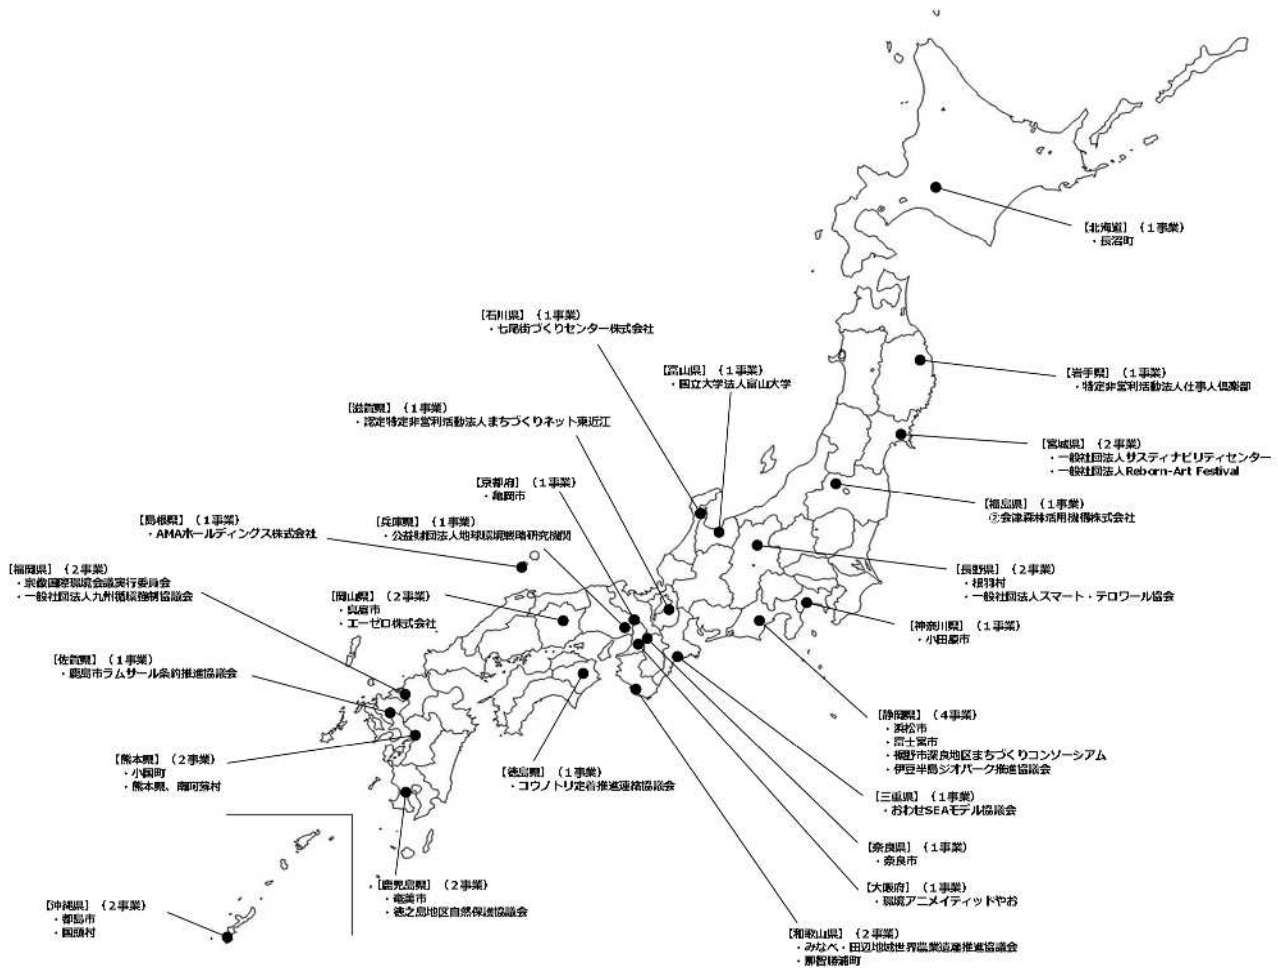 【北海道】（１事業）
・長沼町
【石川県】（１事業）
・七尾街づくりセンター株式会社
【富山県】（１事業）
・国立大学法人富山大学
【岩手県】（１事業）
・特定非営利活動法人仕事人倶楽部
【滋賀県】（１事業）
・認定特定非営利活動法人まちづくりネット東近江
【宮城県】（２事業）
・一般社団法人サスティナビリティセンター
・一般社団法人Reborn-Art Festival
【京都府】（１事業）
・亀岡市
【福島県】（１事業）
②会津森林活用機構株式会社
【島根県】（１事業）
・AMAホールディングス株式会社
【兵庫県】（１事業）
・公益財団法人地球環境戦略研究機関
【福岡県】（２事業）
・宗像国際環境会議実行委員会
・一般社団法人九州循環強制協議会
【長野県】（２事業）
・根羽村
・一般社団法人スマート・テロワール協会
【岡山県】（２事業）
・真庭市
・エーゼロ株式会社
【神奈川県】（１事業）
・小田原市
【佐賀県】（１事業）
・鹿島市ラムサール条約推進協議会
【静岡県】（４事業）
・浜松市
・富士宮市
・裾野市深良地区まちづくりコンソーシアム
・伊豆半島ジオパーク推進協議会
【熊本県】（２事業）
・小国町
・熊本県、南阿蘇村
【徳島県】（１事業）
・コウノトリ定着推進連絡協議会
【三重県】（１事業）
・おわせSEAモデル協議会
【奈良県】（１事業）
・奈良市
【鹿児島県】（２事業）
・奄美市
・徳之島地区自然保護協議会
【大阪府】（１事業）
・環境アニメイティッドやお
【沖縄県】（２事業）
・都島市
・国頭村
【和歌山県】（２事業）
・みなべ・田辺地域世界農業遺産推進協議会
・那智勝浦町